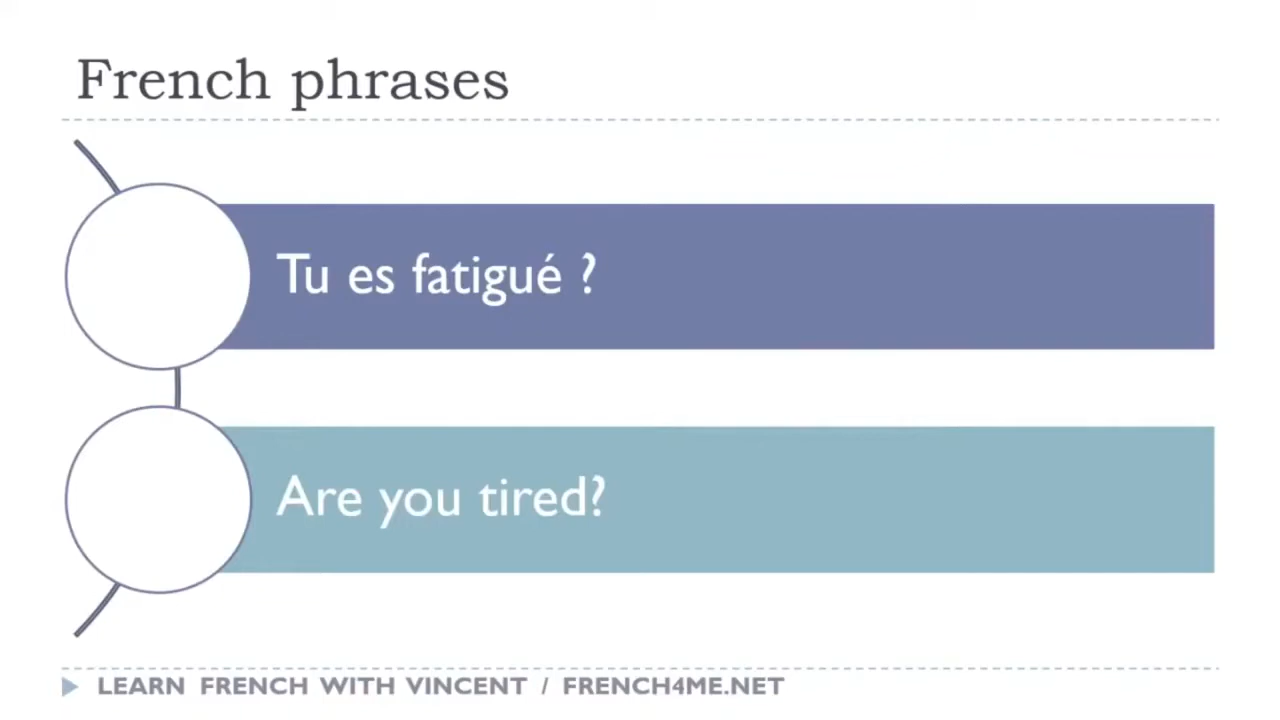 French phrases
Tu es fatigué ?
Are you tired?
LEARN FRENCH WITH VINCENT / FRENCH4ME.NET